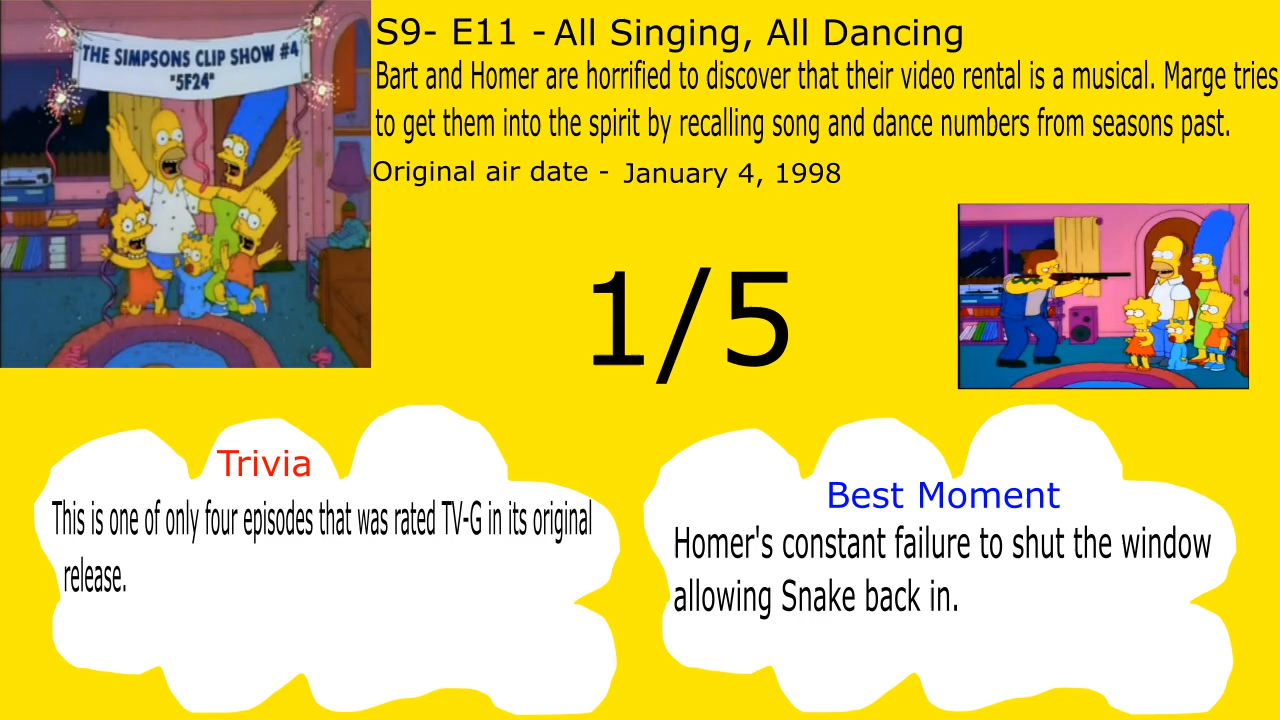 THE SIMPSONS CLIP SHOW #4
"5F24"
S9- E11 - All Singing, All Dancing
Bart and Homer are horrified to discover that their video rental is a musical. Marge tries
to get them into the spirit by recalling song and dance numbers from seasons past.
Original air date - January 4, 1998
1/5
Trivia
This is one of only four episodes that was rated TV-G in its original
release.
Best Moment
Homer's constant failure to shut the window
allowing Snake back in.